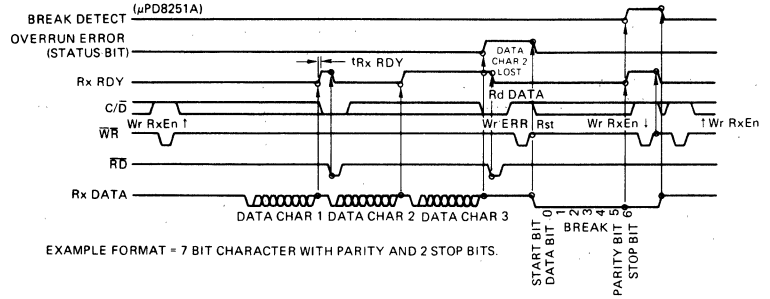 (μPD8251A)
BREAK DETECT
OVERRUN ERROR
(STATUS BIT)
DATA
CHAR 2
LOST
tRx RDY
Rx RDY
Rd DATA
C/D̅
Wr RxEn ↑
Wr ERR Rst
Wr RxEn ↓
↑ Wr RxEn
W̅R̅
R̅D̅
Rx DATA
DATA CHAR 1 DATA CHAR 2 DATA CHAR 3
START BIT
DATA BIT 0
1
2
3
4
5
6
BREAK
PARITY BIT
STOP BIT
EXAMPLE FORMAT = 7 BIT CHARACTER WITH PARITY AND 2 STOP BITS.